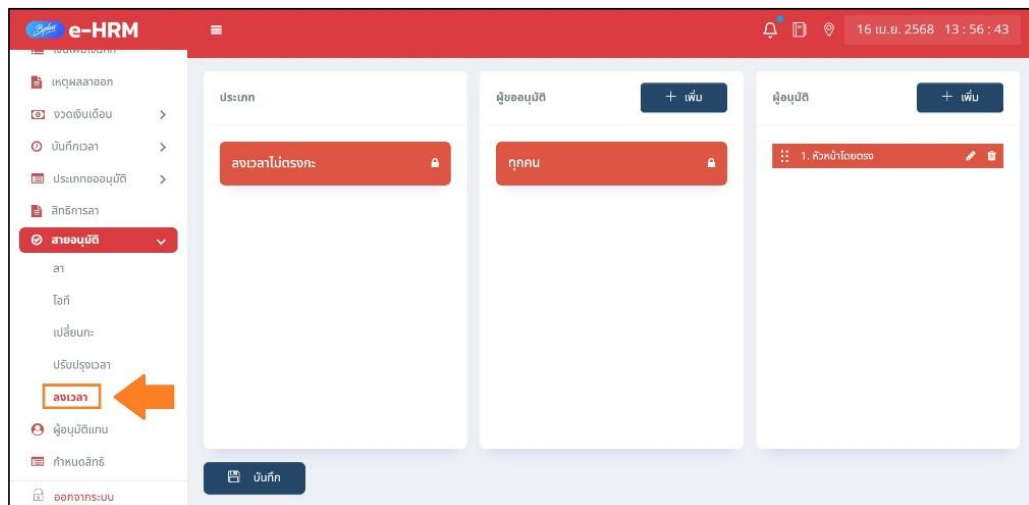 Byplus e-HRM
16 เม.ย. 2568 13 : 56 : 43
เหตุผลลาออก
งวดเงินเดือน
บันทึกเวลา
ประเภทขออนุมัติ
สิทธิการลา
สายอนุมัติ
ลา
โอที
เปลี่ยนกะ
ปรับปรุงเวลา
ลงเวลา
ผู้อนุมัติแทน
กำหนดสิทธิ
ออกจากระบบ
ประเภท
ลงเวลาไม่ตรงกะ
ผู้ขออนุมัติ
+ เพิ่ม
ทุกคน
ผู้อนุมัติ
+ เพิ่ม
1. หัวหน้าโดยตรง
บันทึก